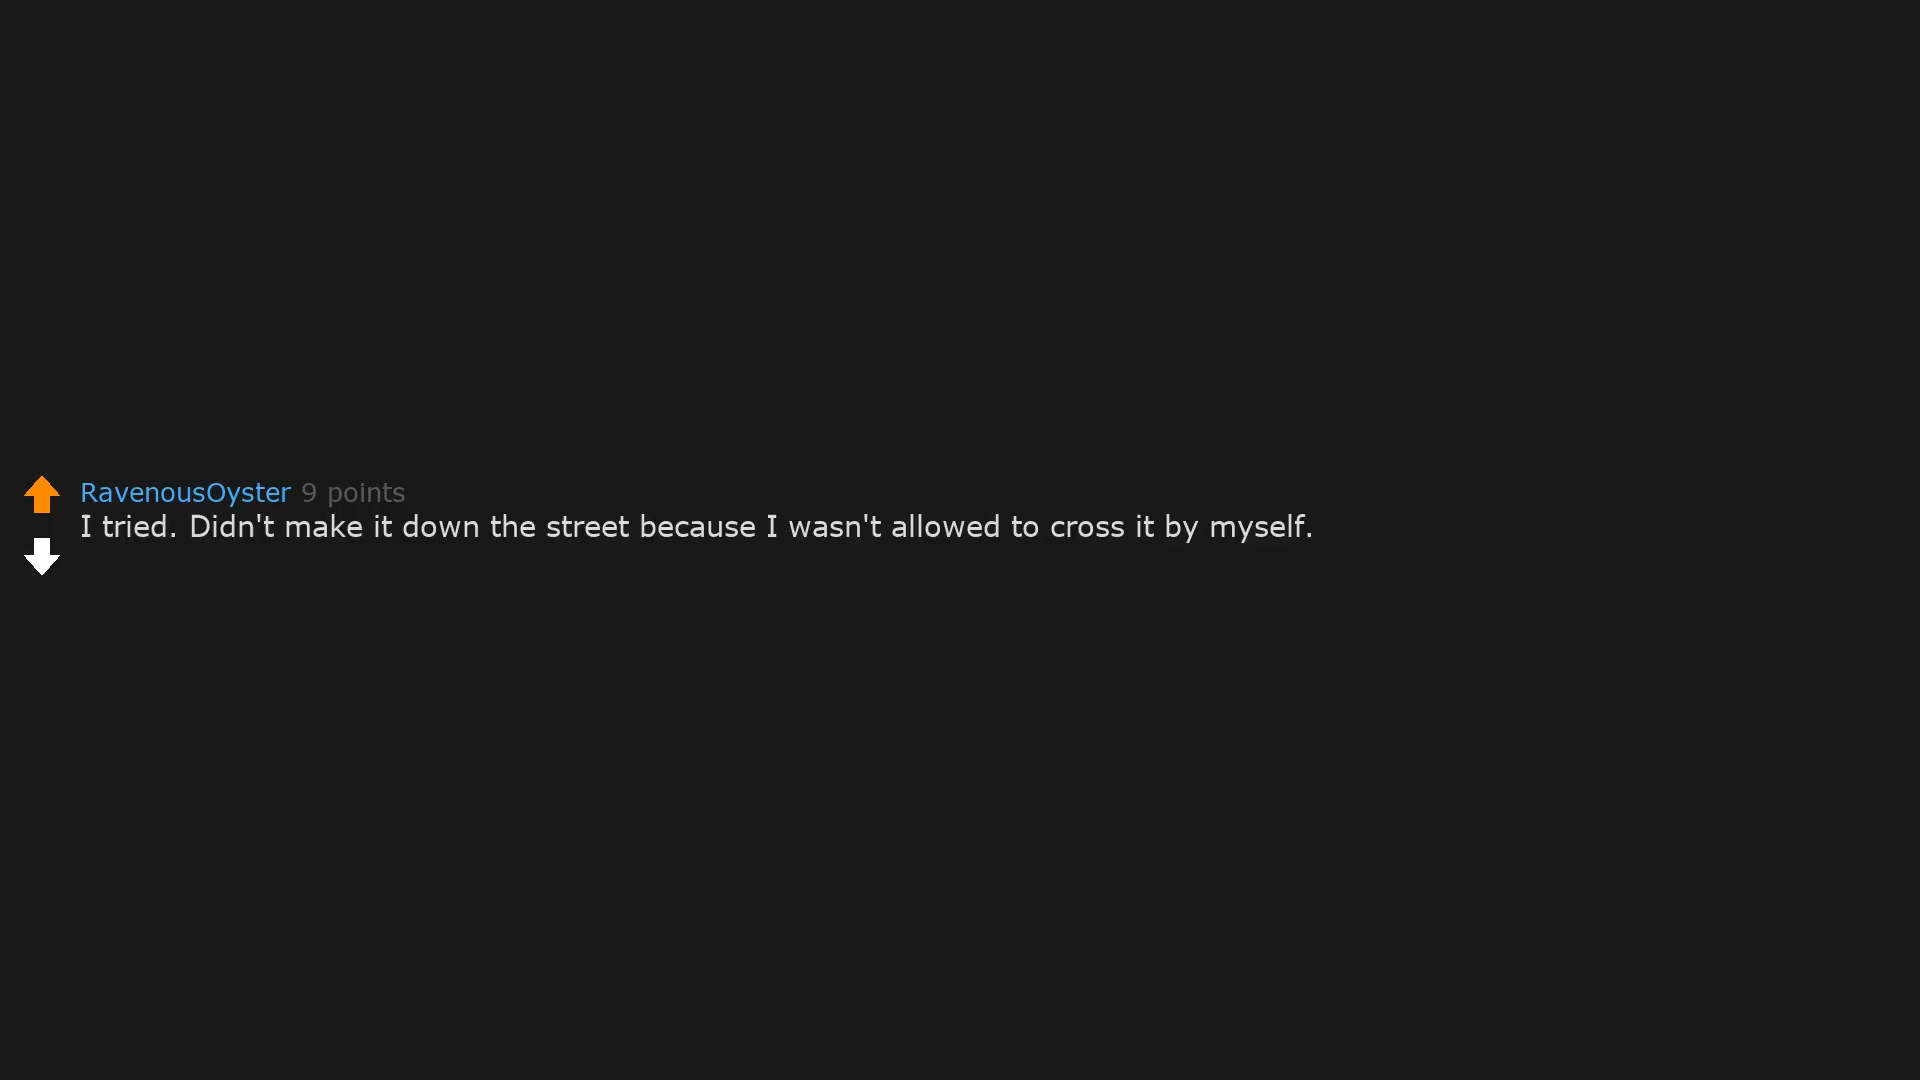 RavenousOyster 9 points
I tried. Didn't make it down the street because I wasn't allowed to cross it by myself.